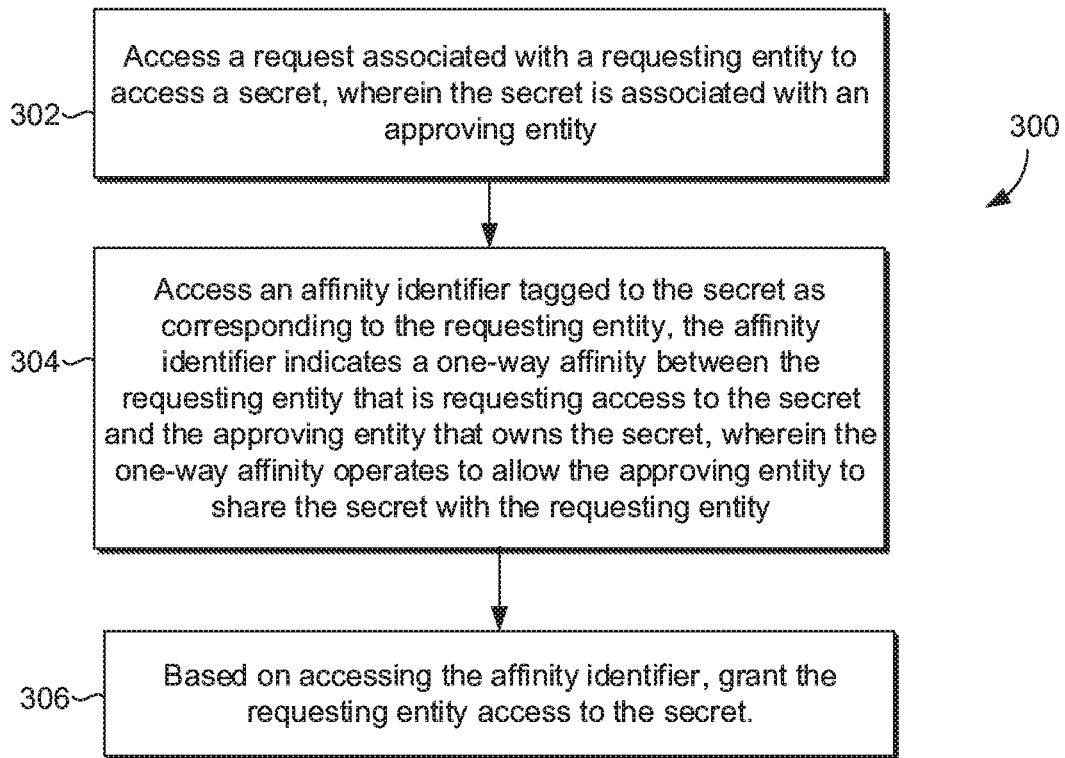 Access a request associated with a requesting entity to
access a secret, wherein the secret is associated with an
approving entity
302
300
Access an affinity identifier tagged to the secret as
corresponding to the requesting entity, the affinity
identifier indicates a one-way affinity between the
requesting entity that is requesting access to the secret
and the approving entity that owns the secret, wherein the
one-way affinity operates to allow the approving entity to
share the secret with the requesting entity
304
Based on accessing the affinity identifier, grant the
requesting entity access to the secret.
306